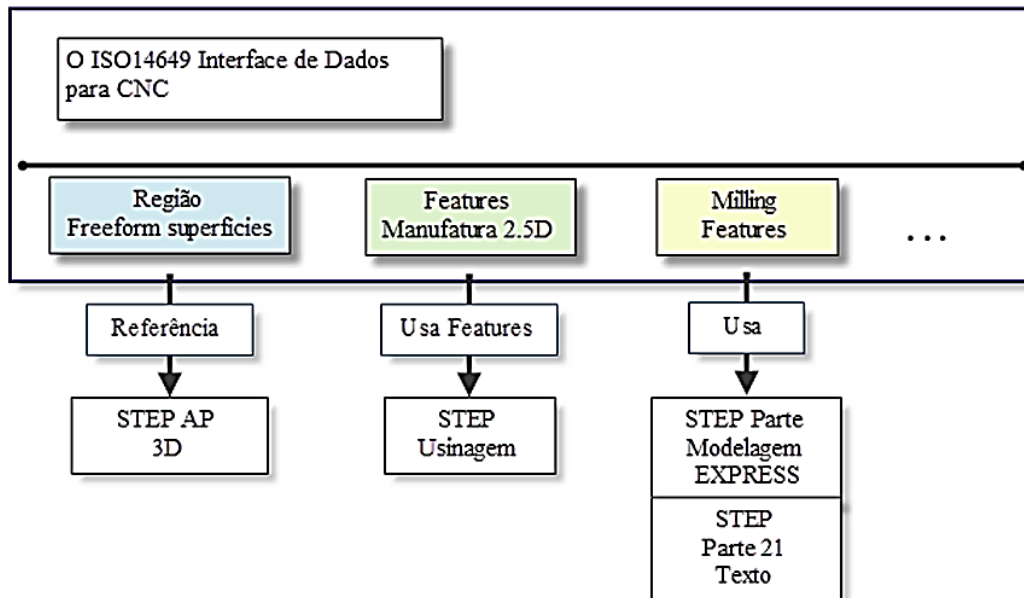 O ISO14649 Interface de Dados
para CNC
Região
Freeform superficies
Features
Manufatura 2.5D
Milling
Features
...
Referência
Usa Features
Usa
STEP AP
3D
STEP
Usinagem
STEP Parte
Modelagem
EXPRESS
STEP
Parte 21
Texto